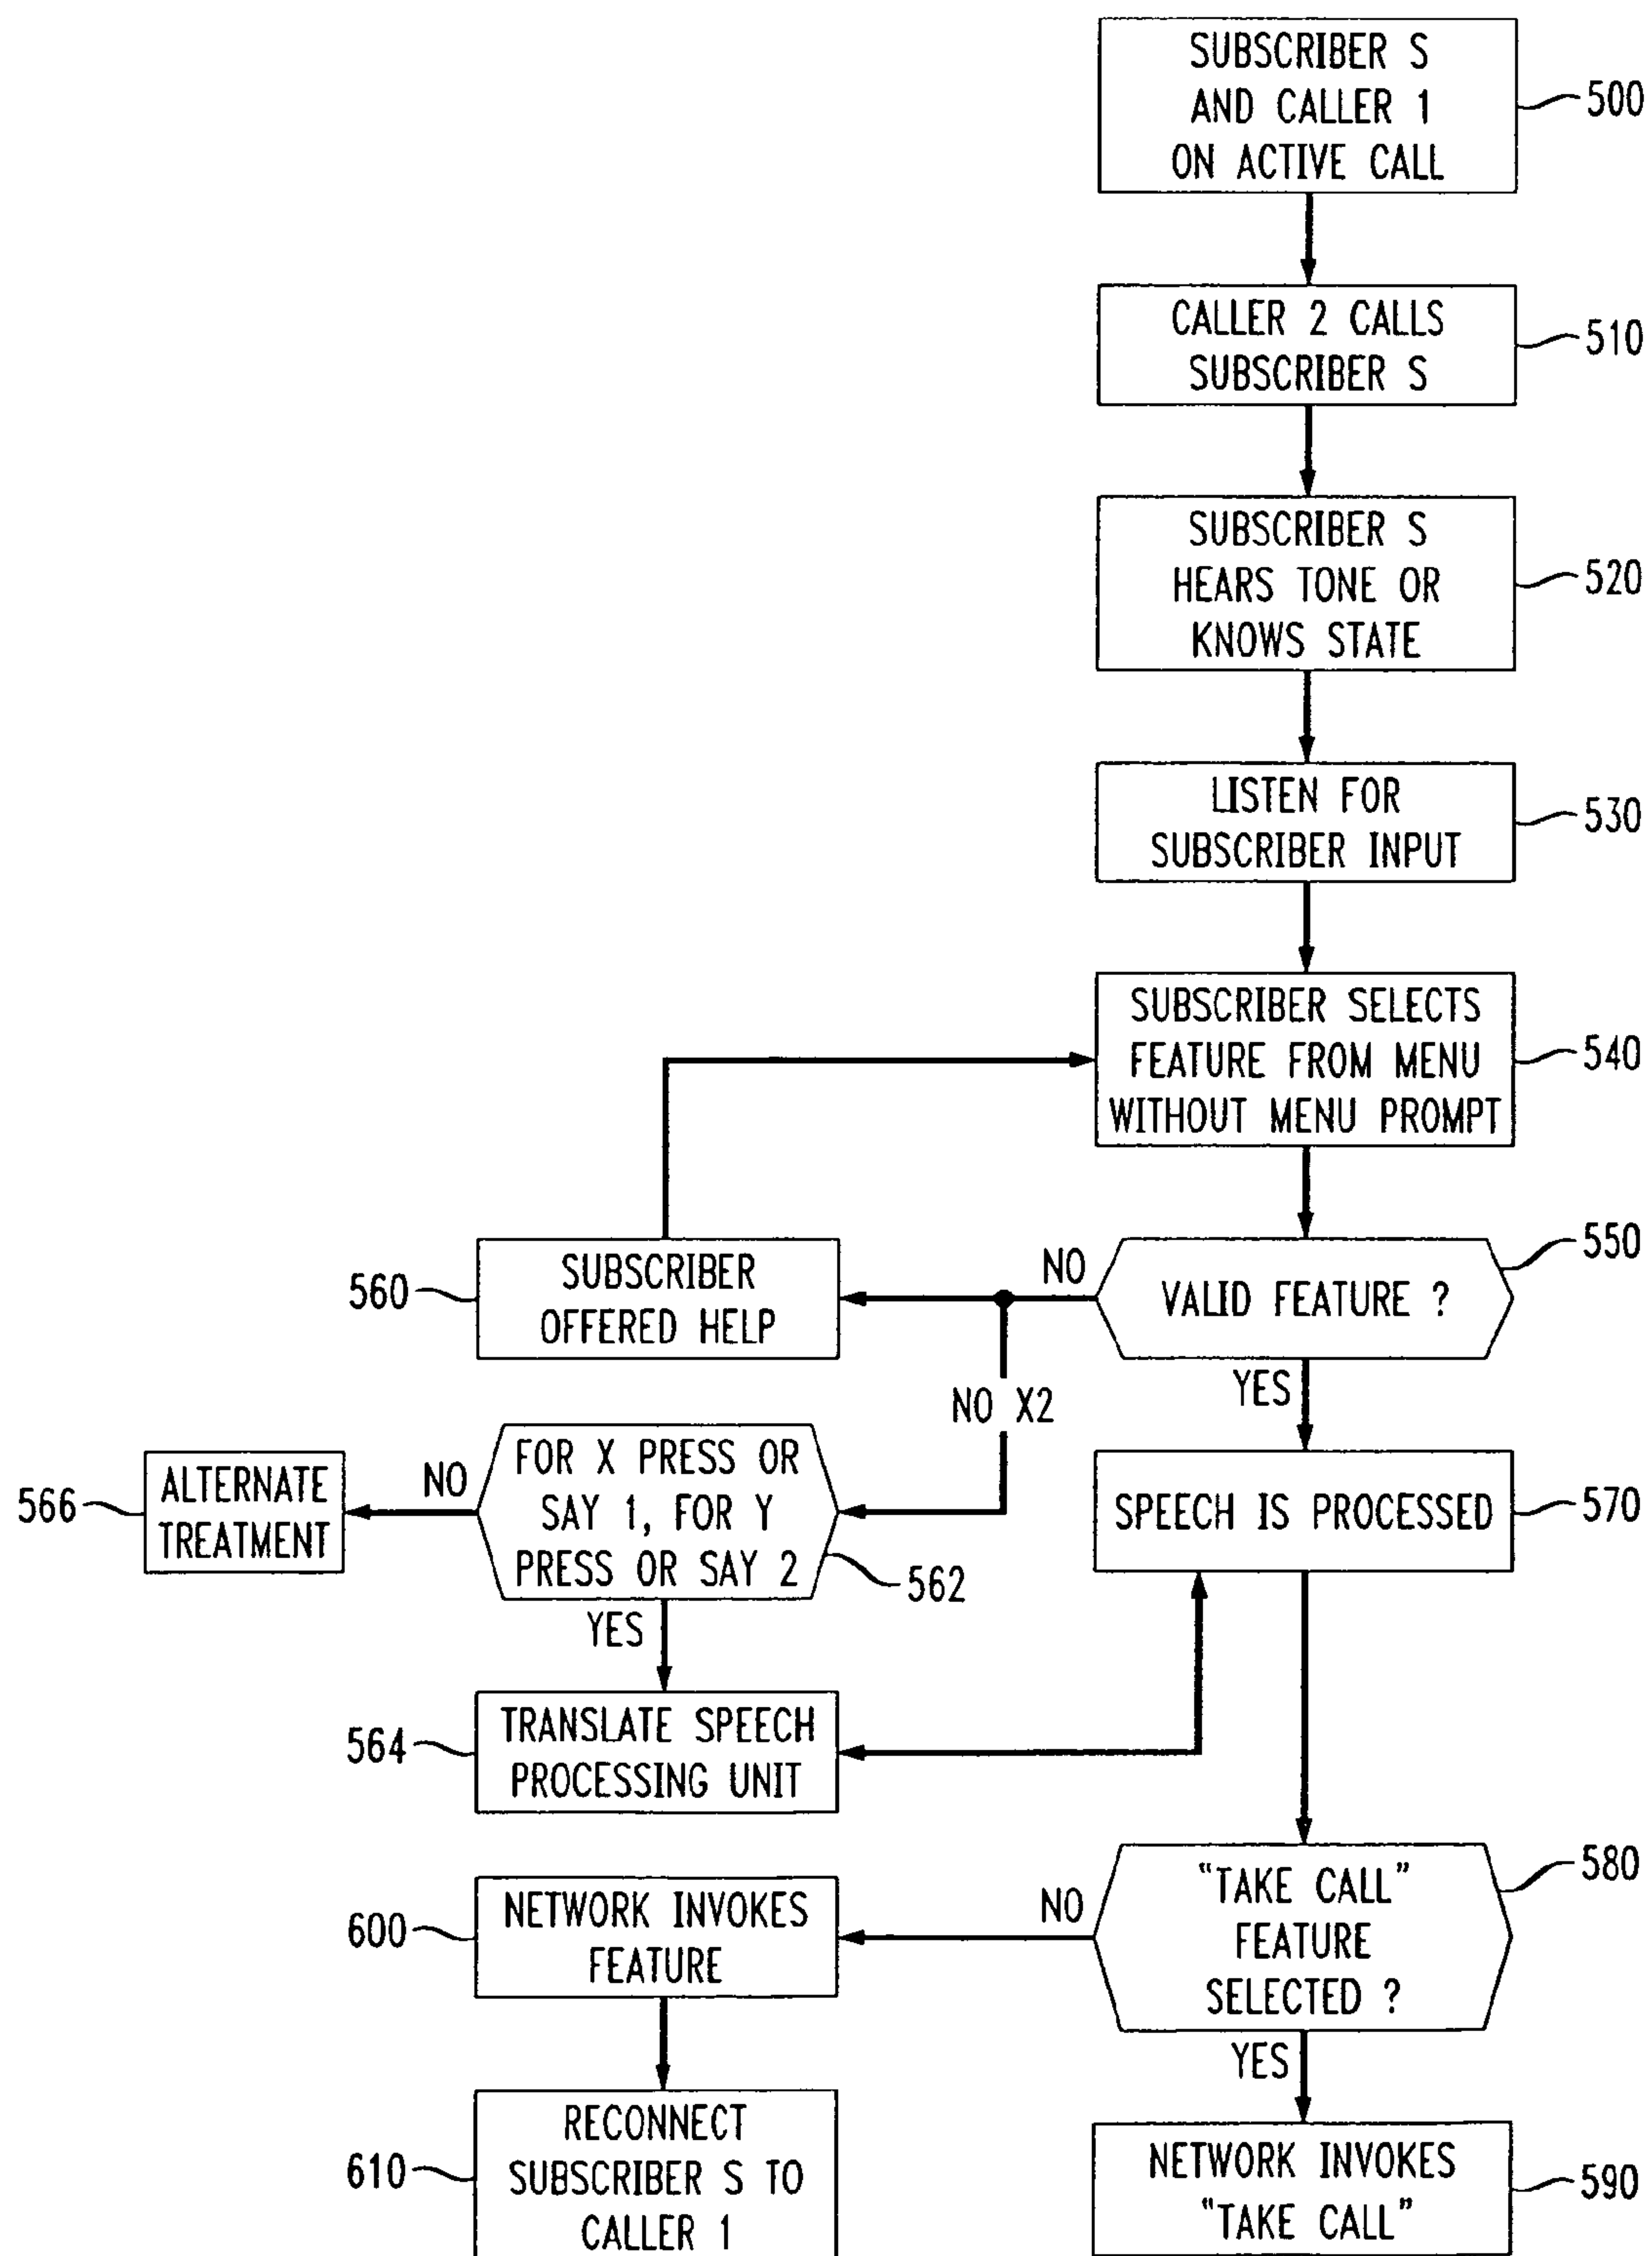 SUBSCRIBER S
AND CALLER 1
ON ACTIVE CALL
500
CALLER 2 CALLS
SUBSCRIBER S
510
SUBSCRIBER S
HEARS TONE OR
KNOWS STATE
520
LISTEN FOR
SUBSCRIBER INPUT
530
SUBSCRIBER SELECTS
FEATURE FROM MENU
WITHOUT MENU PROMPT
540
VALID FEATURE ?
550
NO
YES
SUBSCRIBER
OFFERED HELP
560
NO X2
FOR X PRESS OR
SAY 1, FOR Y
PRESS OR SAY 2
562
NO
YES
ALTERNATE
TREATMENT
566
SPEECH IS PROCESSED
570
TRANSLATE SPEECH
PROCESSING UNIT
564
"TAKE CALL"
FEATURE
SELECTED ?
580
NO
YES
NETWORK INVOKES
FEATURE
600
RECONNECT
SUBSCRIBER S TO
CALLER 1
610
NETWORK INVOKES
"TAKE CALL"
590